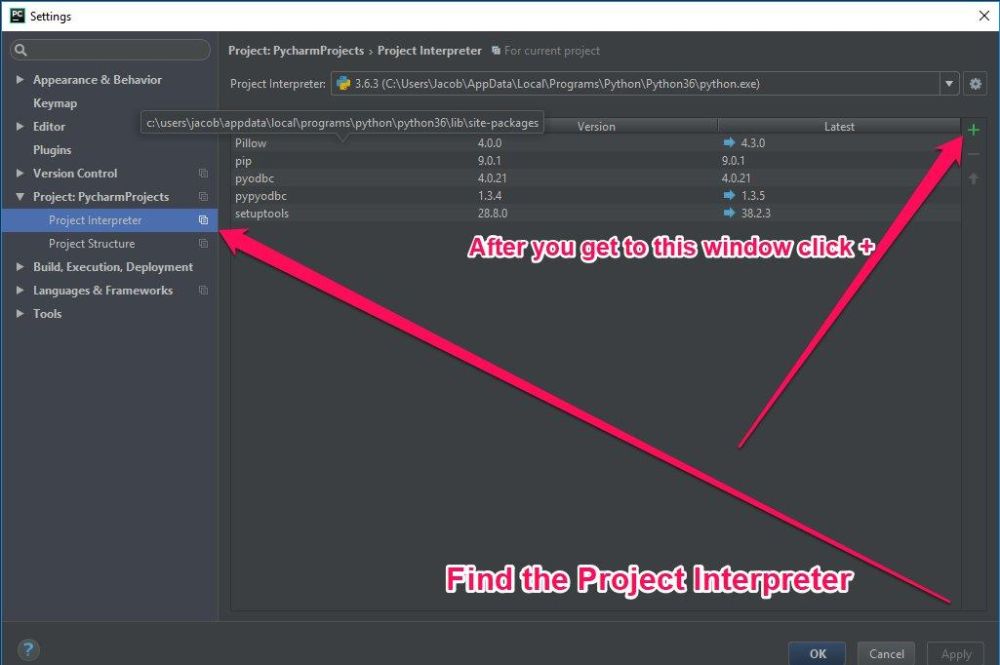 PC Settings
Project: PycharmProjects › Project Interpreter For current project
Appearance & Behavior
Keymap
Editor
Plugins
Version Control
Project: PycharmProjects
Project Interpreter
Project Structure
Build, Execution, Deployment
Languages & Frameworks
Tools
Project Interpreter: 3.6.3 (C:\Users\Jacob\AppData\Local\Programs\Python\Python36\python.exe)
c:\users\jacob\appdata\local\programs\python\python36\lib\site-packages
Version Latest
Pillow 4.0.0 4.3.0
pip 9.0.1 9.0.1
pyodbc 4.0.21 4.0.21
pypyodbc 1.3.4 1.3.5
setuptools 28.8.0 38.2.3
After you get to this window click +
Find the Project Interpreter
?
OK Cancel Apply